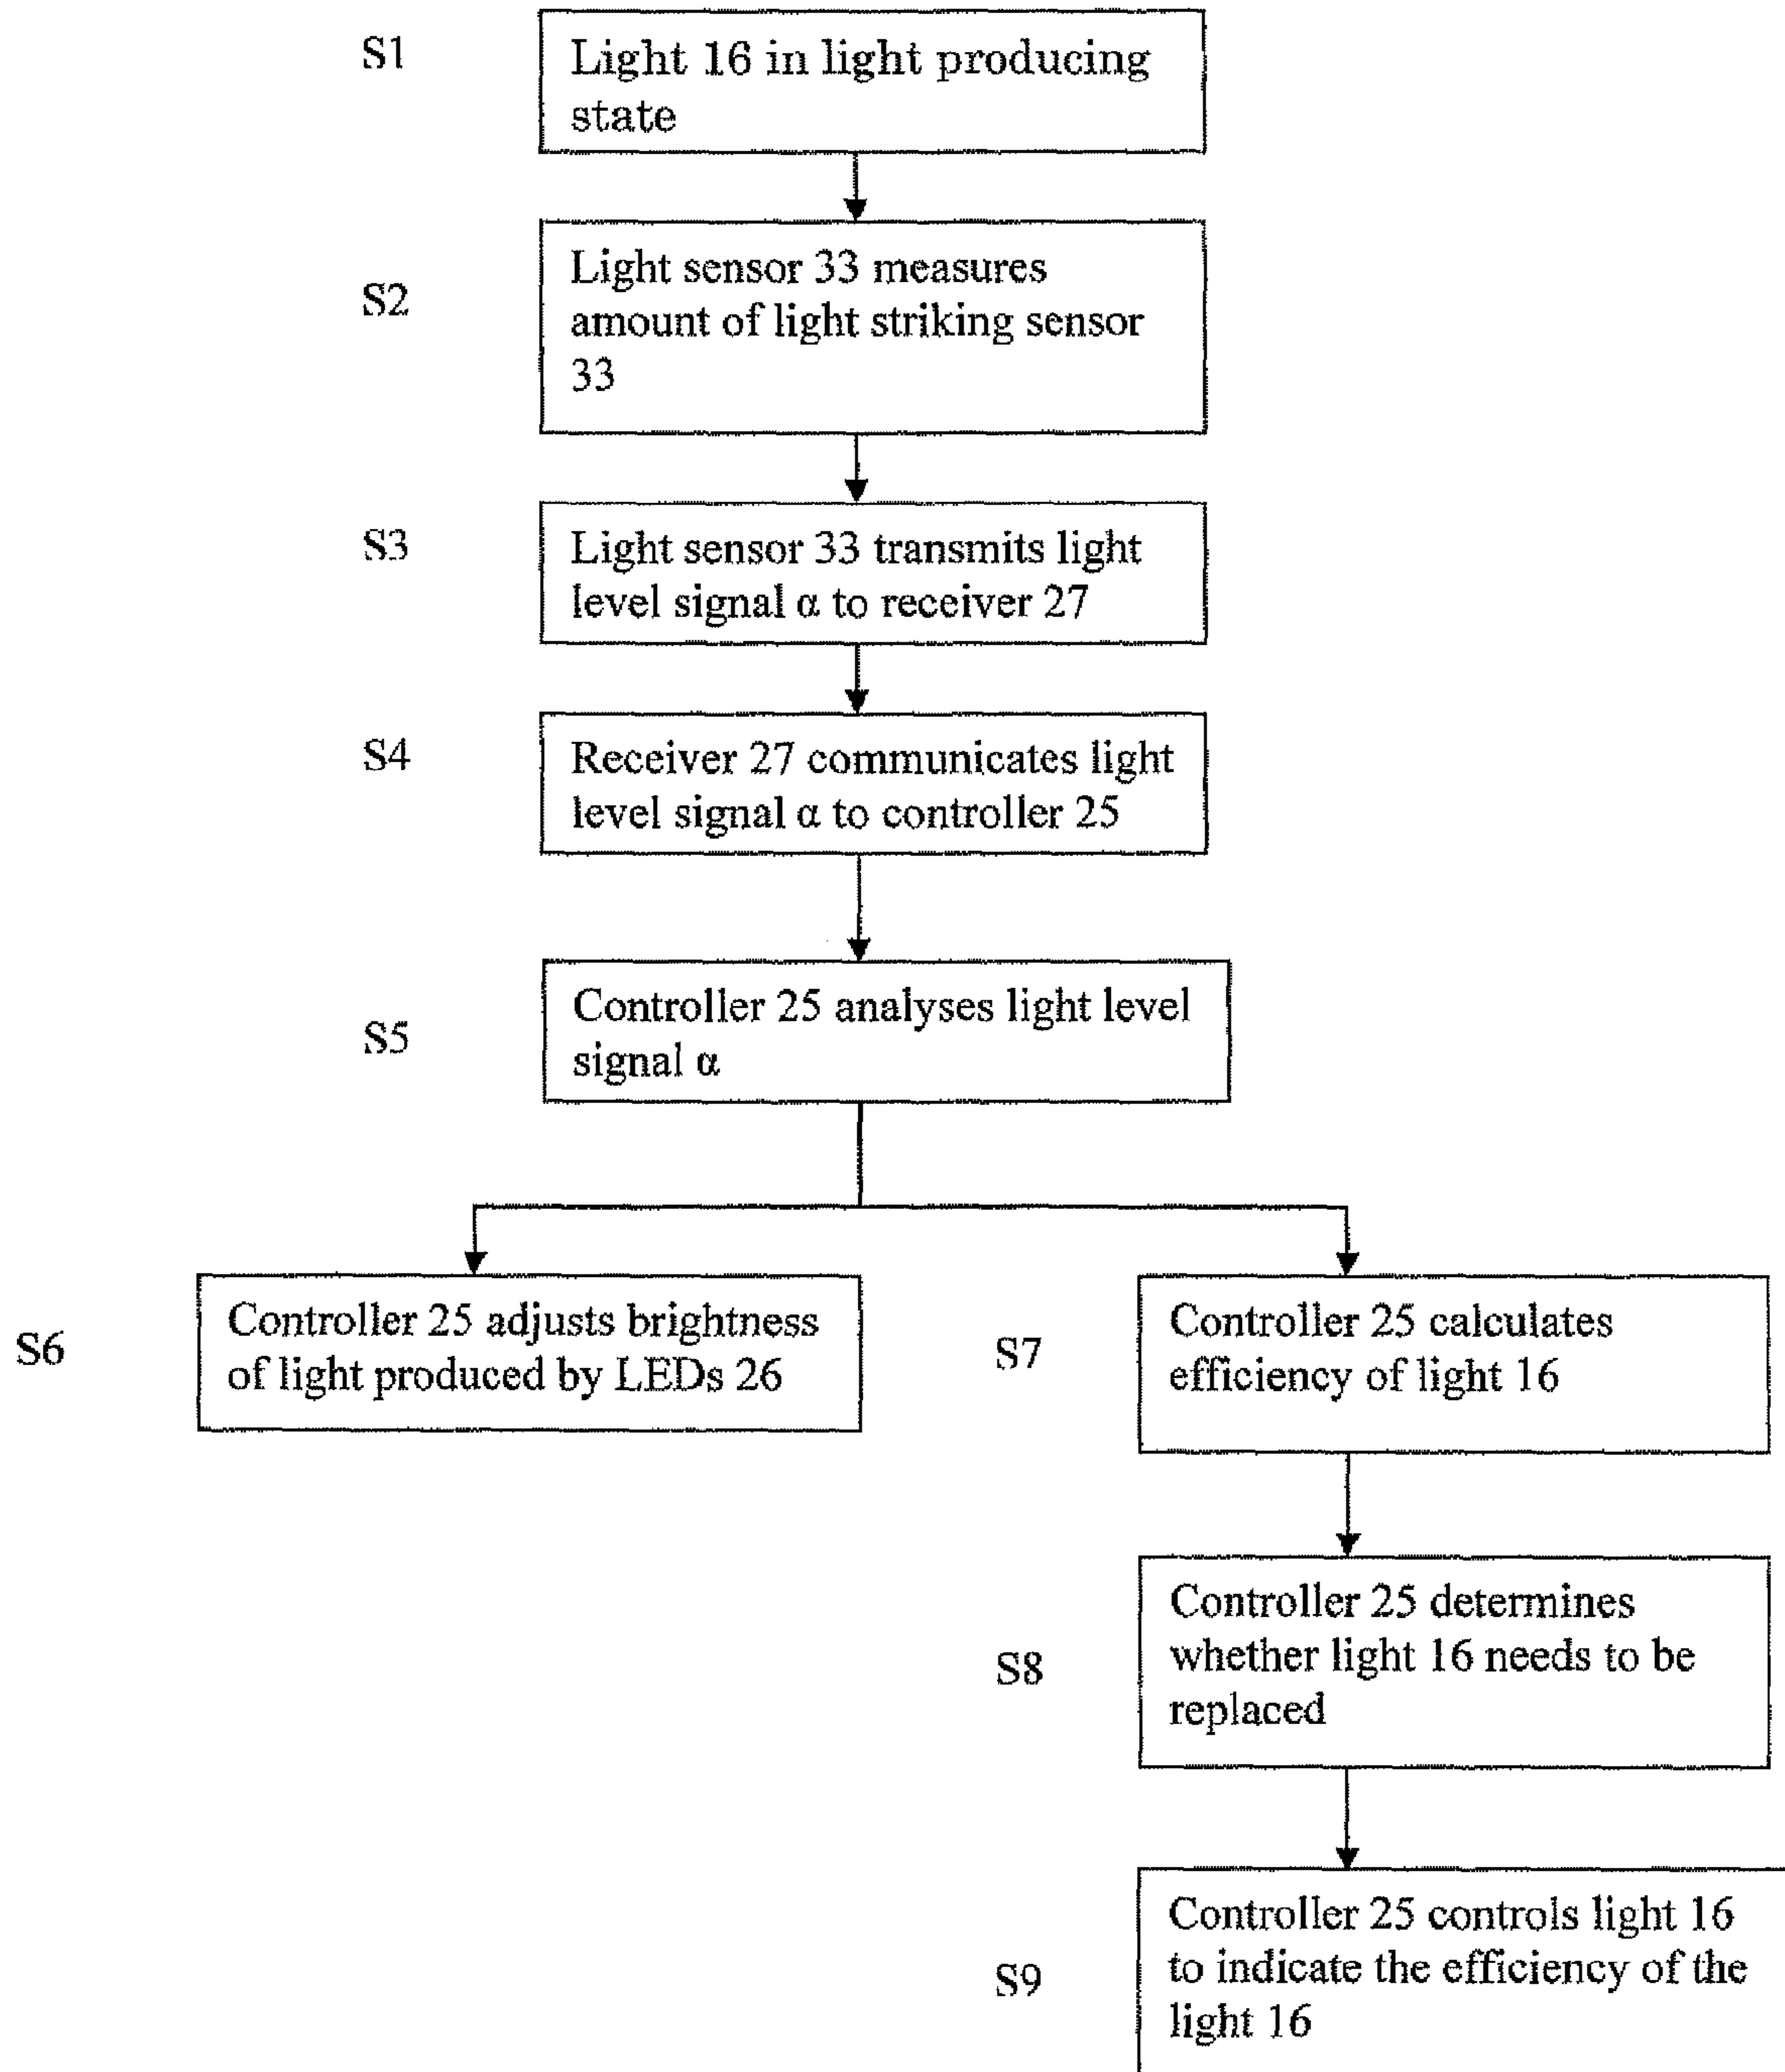 S1
Light 16 in light producing
state
S2
Light sensor 33 measures
amount of light striking sensor
33
S3
Light sensor 33 transmits light
level signal α to receiver 27
S4
Receiver 27 communicates light
level signal α to controller 25
S5
Controller 25 analyses light level
signal α
S6
Controller 25 adjusts brightness
of light produced by LEDs 26
S7
Controller 25 calculates
efficiency of light 16
S8
Controller 25 determines
whether light 16 needs to be
replaced
S9
Controller 25 controls light 16
to indicate the efficiency of the
light 16